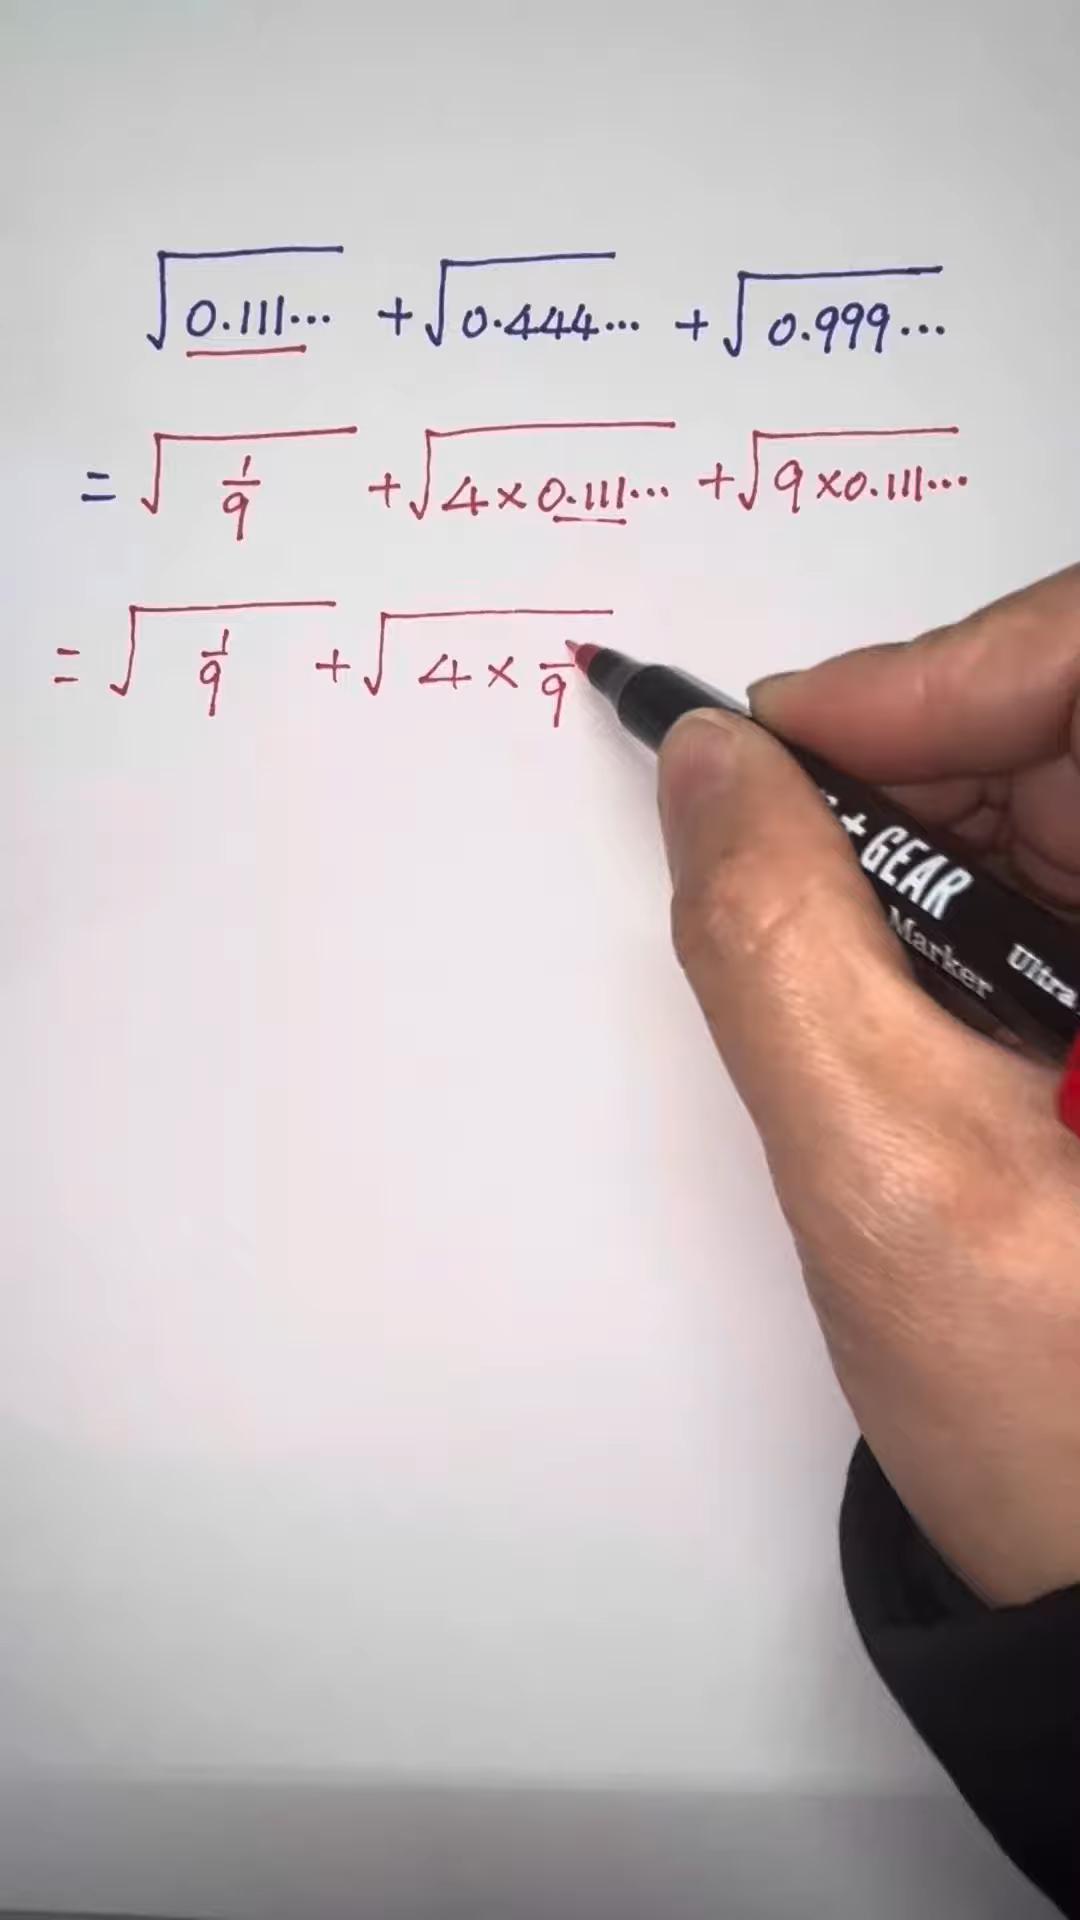 √0.111... + √0.444... + √0.999...
= √1/9 + √4×0.111... + √9×0.111...
= √1/9 + √4× /9
+GEAR
Marker
Ultra